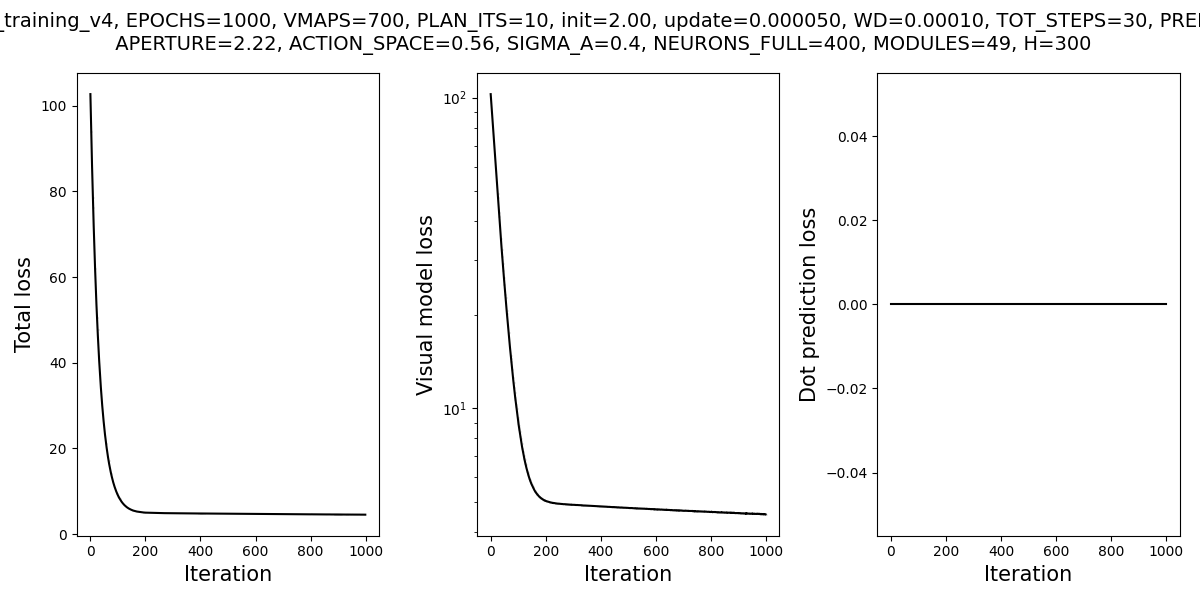 _training_v4, EPOCHS=1000, VMAPS=700, PLAN_ITS=10, init=2.00, update=0.000050, WD=0.00010, TOT_STEPS=30,
APERTURE=2.22, ACTION_SPACE=0.56, SIGMA_A=0.4, NEURONS_FULL=400, MODULES=49, H=300
Total loss
100
80
60
40
20
0
0 200 400 600 800 1000
Iteration
Visual model loss
10²
10¹
0 200 400 600 800 1000
Iteration
Dot prediction loss
0.04
0.02
0.00
−0.02
−0.04
0 200 400 600 800 1000
Iteration